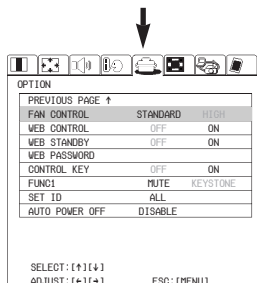 OPTION
PREVIOUS PAGE ↑
FAN CONTROL STANDARD HIGH
WEB CONTROL OFF ON
WEB STANDBY OFF ON
WEB PASSWORD
CONTROL KEY OFF ON
FUNC1 MUTE KEYSTONE
SET ID ALL
AUTO POWER OFF DISABLE
SELECT:[↑][↓]
ADJUST:[←][→] ESC:[MENU]